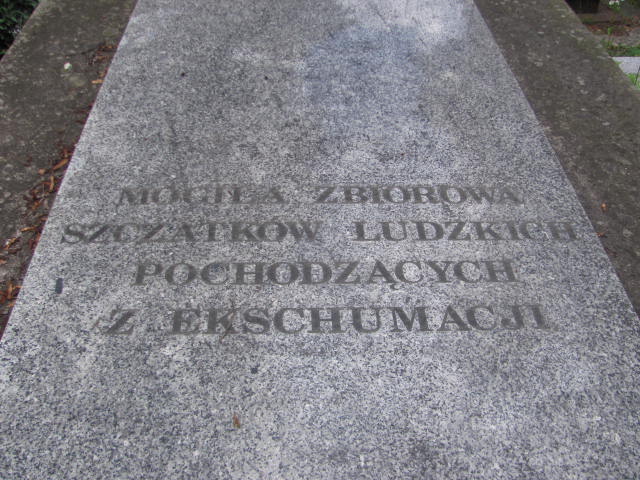 MOGIŁA ZBIOROWA
SZCZĄTKÓW LUDZKICH
POCHODZĄCYCH
Z EKSCHUMACJI